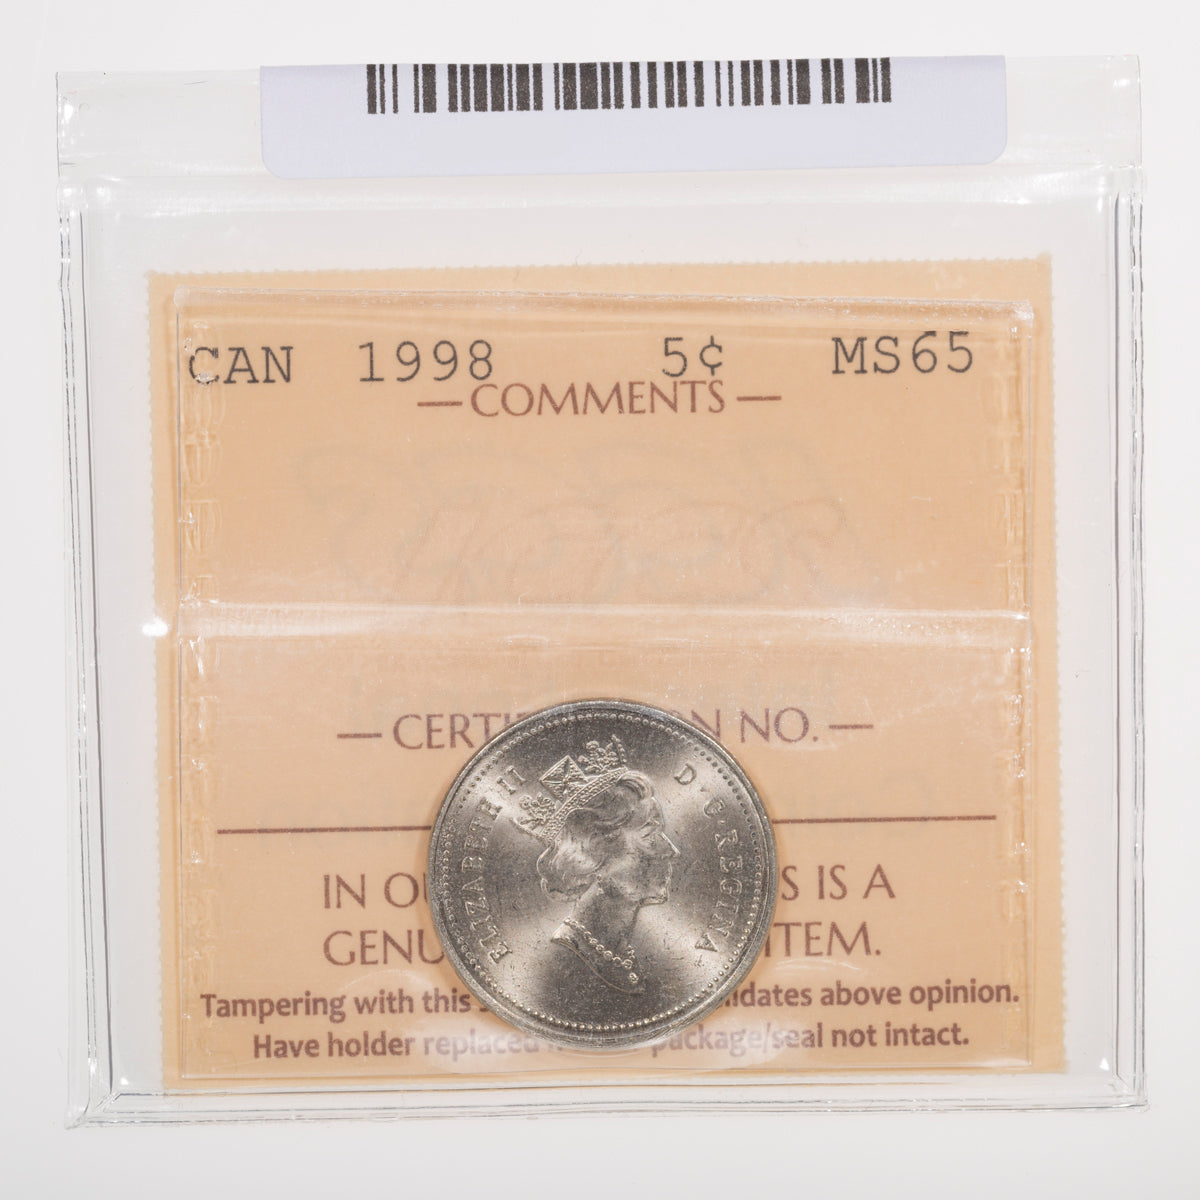 CAN 1998 5¢ MS65
— COMMENTS —
— CERTI ON NO. —
IN O S IS A
GENU ITEM.
Tampering with this idates above opinion.
Have holder replaced package/seal not intact.
ELIZABETH II D·G·REGINA